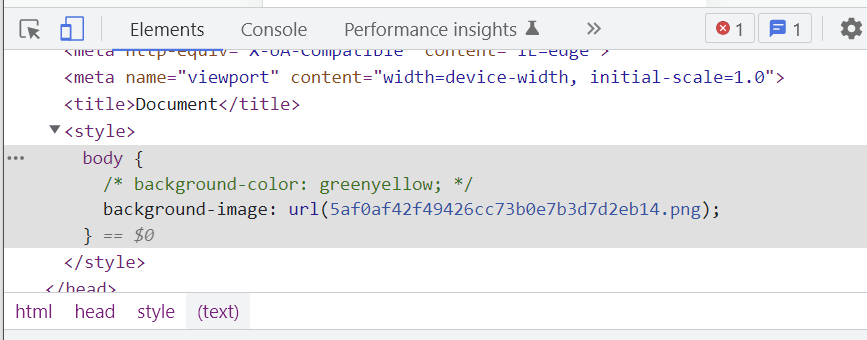 Elements Console Performance insights 1 1
<meta http-equiv="X-UA-Compatible" content="IE=edge">
<meta name="viewport" content="width=device-width, initial-scale=1.0">
<title>Document</title>
<style>
body {
/* background-color: greenyellow; */
background-image: url(5af0af42f49426cc73b0e7b3d7d2eb14.png);
} == $0
</style>
</head>
html head style (text)